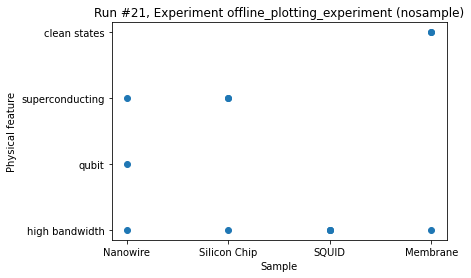 Run #21, Experiment offline_plotting_experiment (nosample)
clean states
superconducting
qubit
high bandwidth
Physical feature
Nanowire
Silicon Chip
SQUID
Membrane
Sample